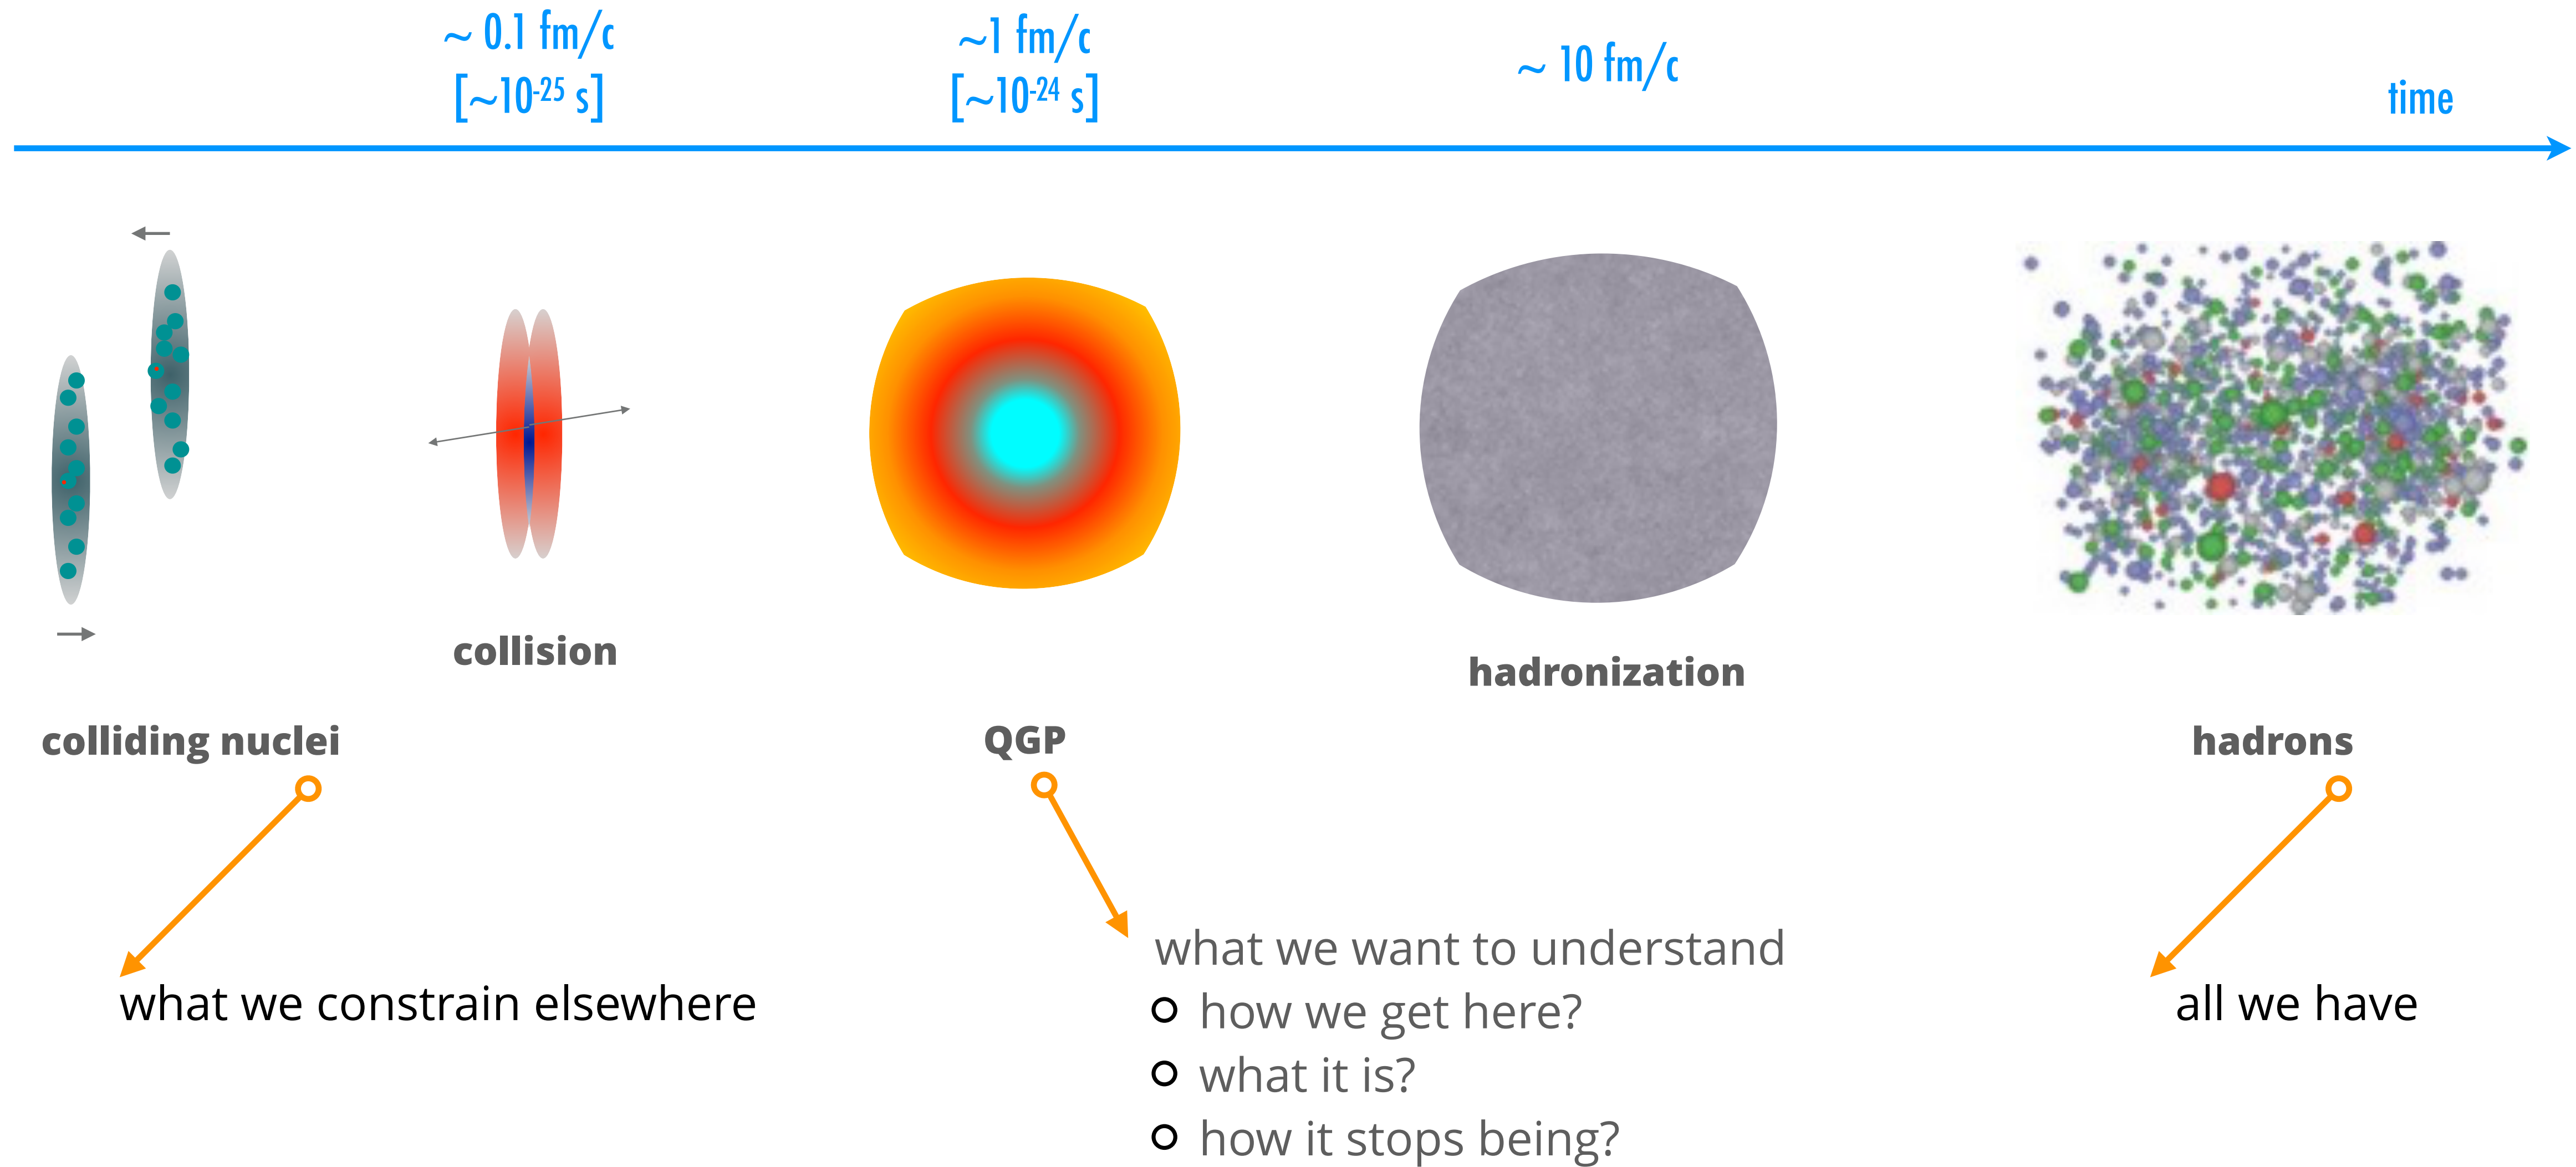 ~ 0.1 fm/c
[~10⁻²⁵ s]
~1 fm/c
[~10⁻²⁴ s]
~ 10 fm/c
time
collision
hadronization
colliding nuclei
QGP
hadrons
what we constrain elsewhere
what we want to understand
how we get here?
what it is?
how it stops being?
all we have